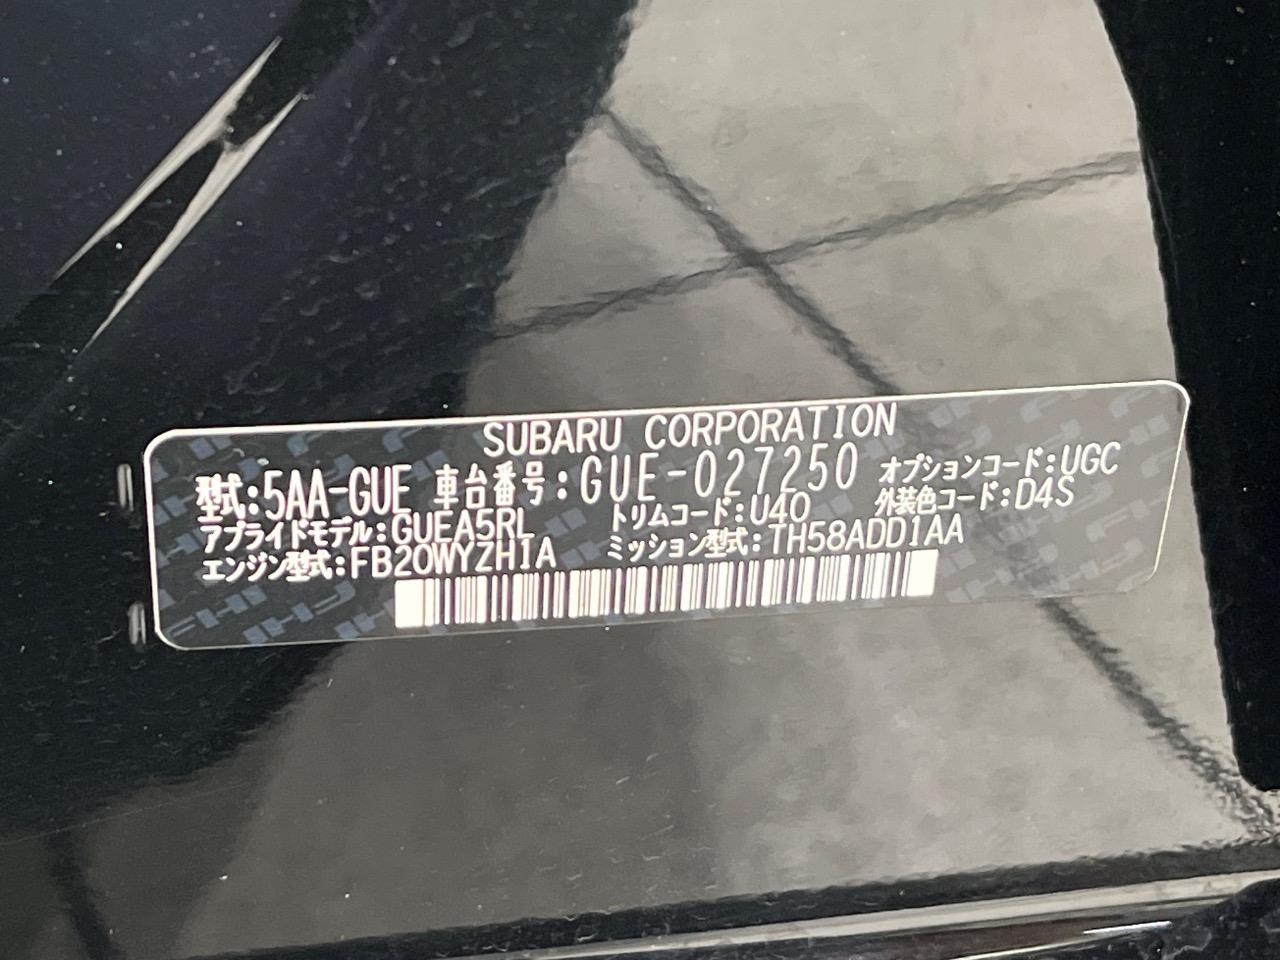 SUBARU CORPORATION
型式:5AA-GUE 車台番号:GUE-027250 オプションコード:UGC
アプライドモデル:GUEA5RL トリムコード:U40 外装色コード:D4S
エンジン型式:FB20WYZH1A ミッション型式:TH58ADD1AA